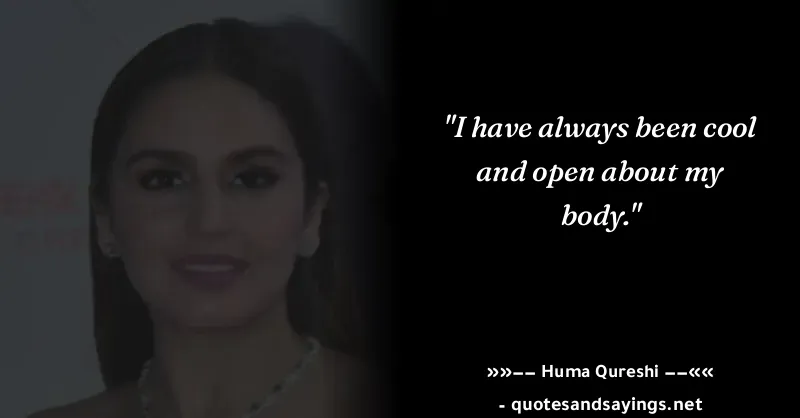 "I have always been cool
and open about my
body."
»»−− Huma Qureshi −−««
- quotesandsayings.net